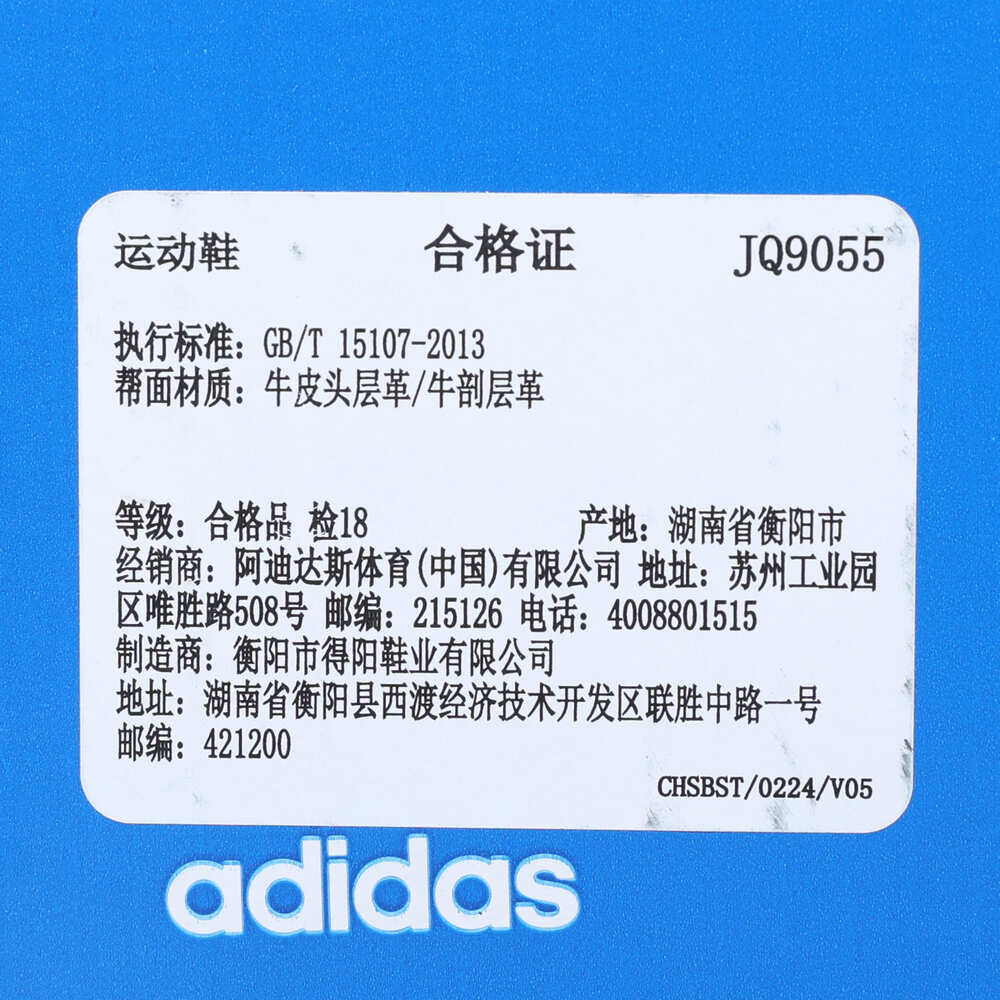 运动鞋 合格证 JQ9055
执行标准: GB/T 15107-2013
帮面材质: 牛皮头层革/牛剖层革
等级: 合格品 检18 产地: 湖南省衡阳市
经销商: 阿迪达斯体育(中国)有限公司 地址: 苏州工业园
区唯胜路508号 邮编: 215126 电话: 4008801515
制造商: 衡阳市得阳鞋业有限公司
地址: 湖南省衡阳县西渡经济技术开发区联胜中路一号
邮编: 421200
CHSBST/0224/V05
adidas